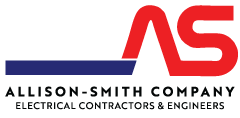 AS
ALLISON-SMITH COMPANY
ELECTRICAL CONTRACTORS & ENGINEERS